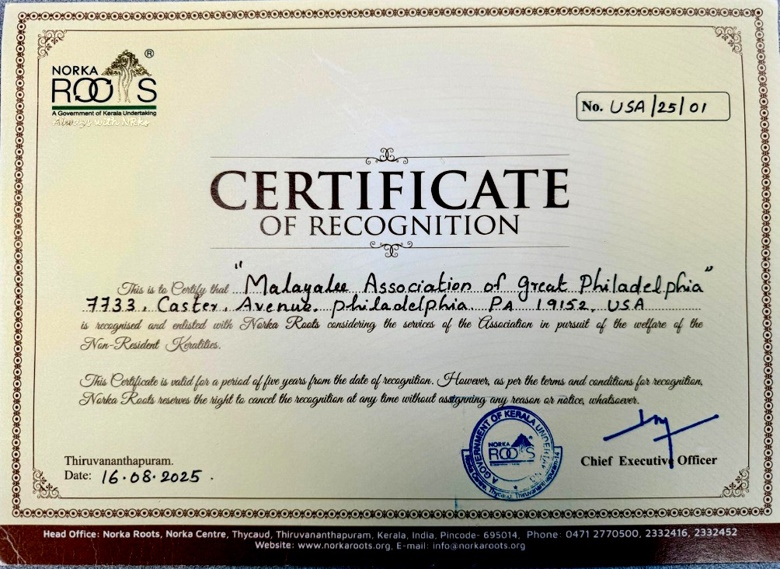 NORKA
ROOTS
®
A Government of Kerala Undertaking
No. USA/25/01
CERTIFICATE
OF RECOGNITION
This is to Certify that "Malayalee Association of Great Philadelphia"
7733, Caster, Avenue, Philadelphia. PA 19152, USA
is recognised and enlisted with Norka Roots considering the services of the Association in pursuit of the welfare of the
Non-Resident Keralities.
This Certificate is valid for a period of five years from the date of recognition. However, as per the terms and conditions for recognition,
Norka Roots reserves the right to cancel the recognition at any time without assigning any reason or notice, whatsoever.
A GOVERNMENT OF KERALA
ROOTS
Thiruvananthapuram.
Date: 16.08.2025.
Chief Executive Officer
Head Office: Norka Roots, Norka Centre, Thycaud, Thiruvananthapuram, Kerala, India, Pincode- 695014, Phone: 0471 2770500, 2332416, 2332452
Website: www.norkaroots.org, E-mail: info@norkaroots.org